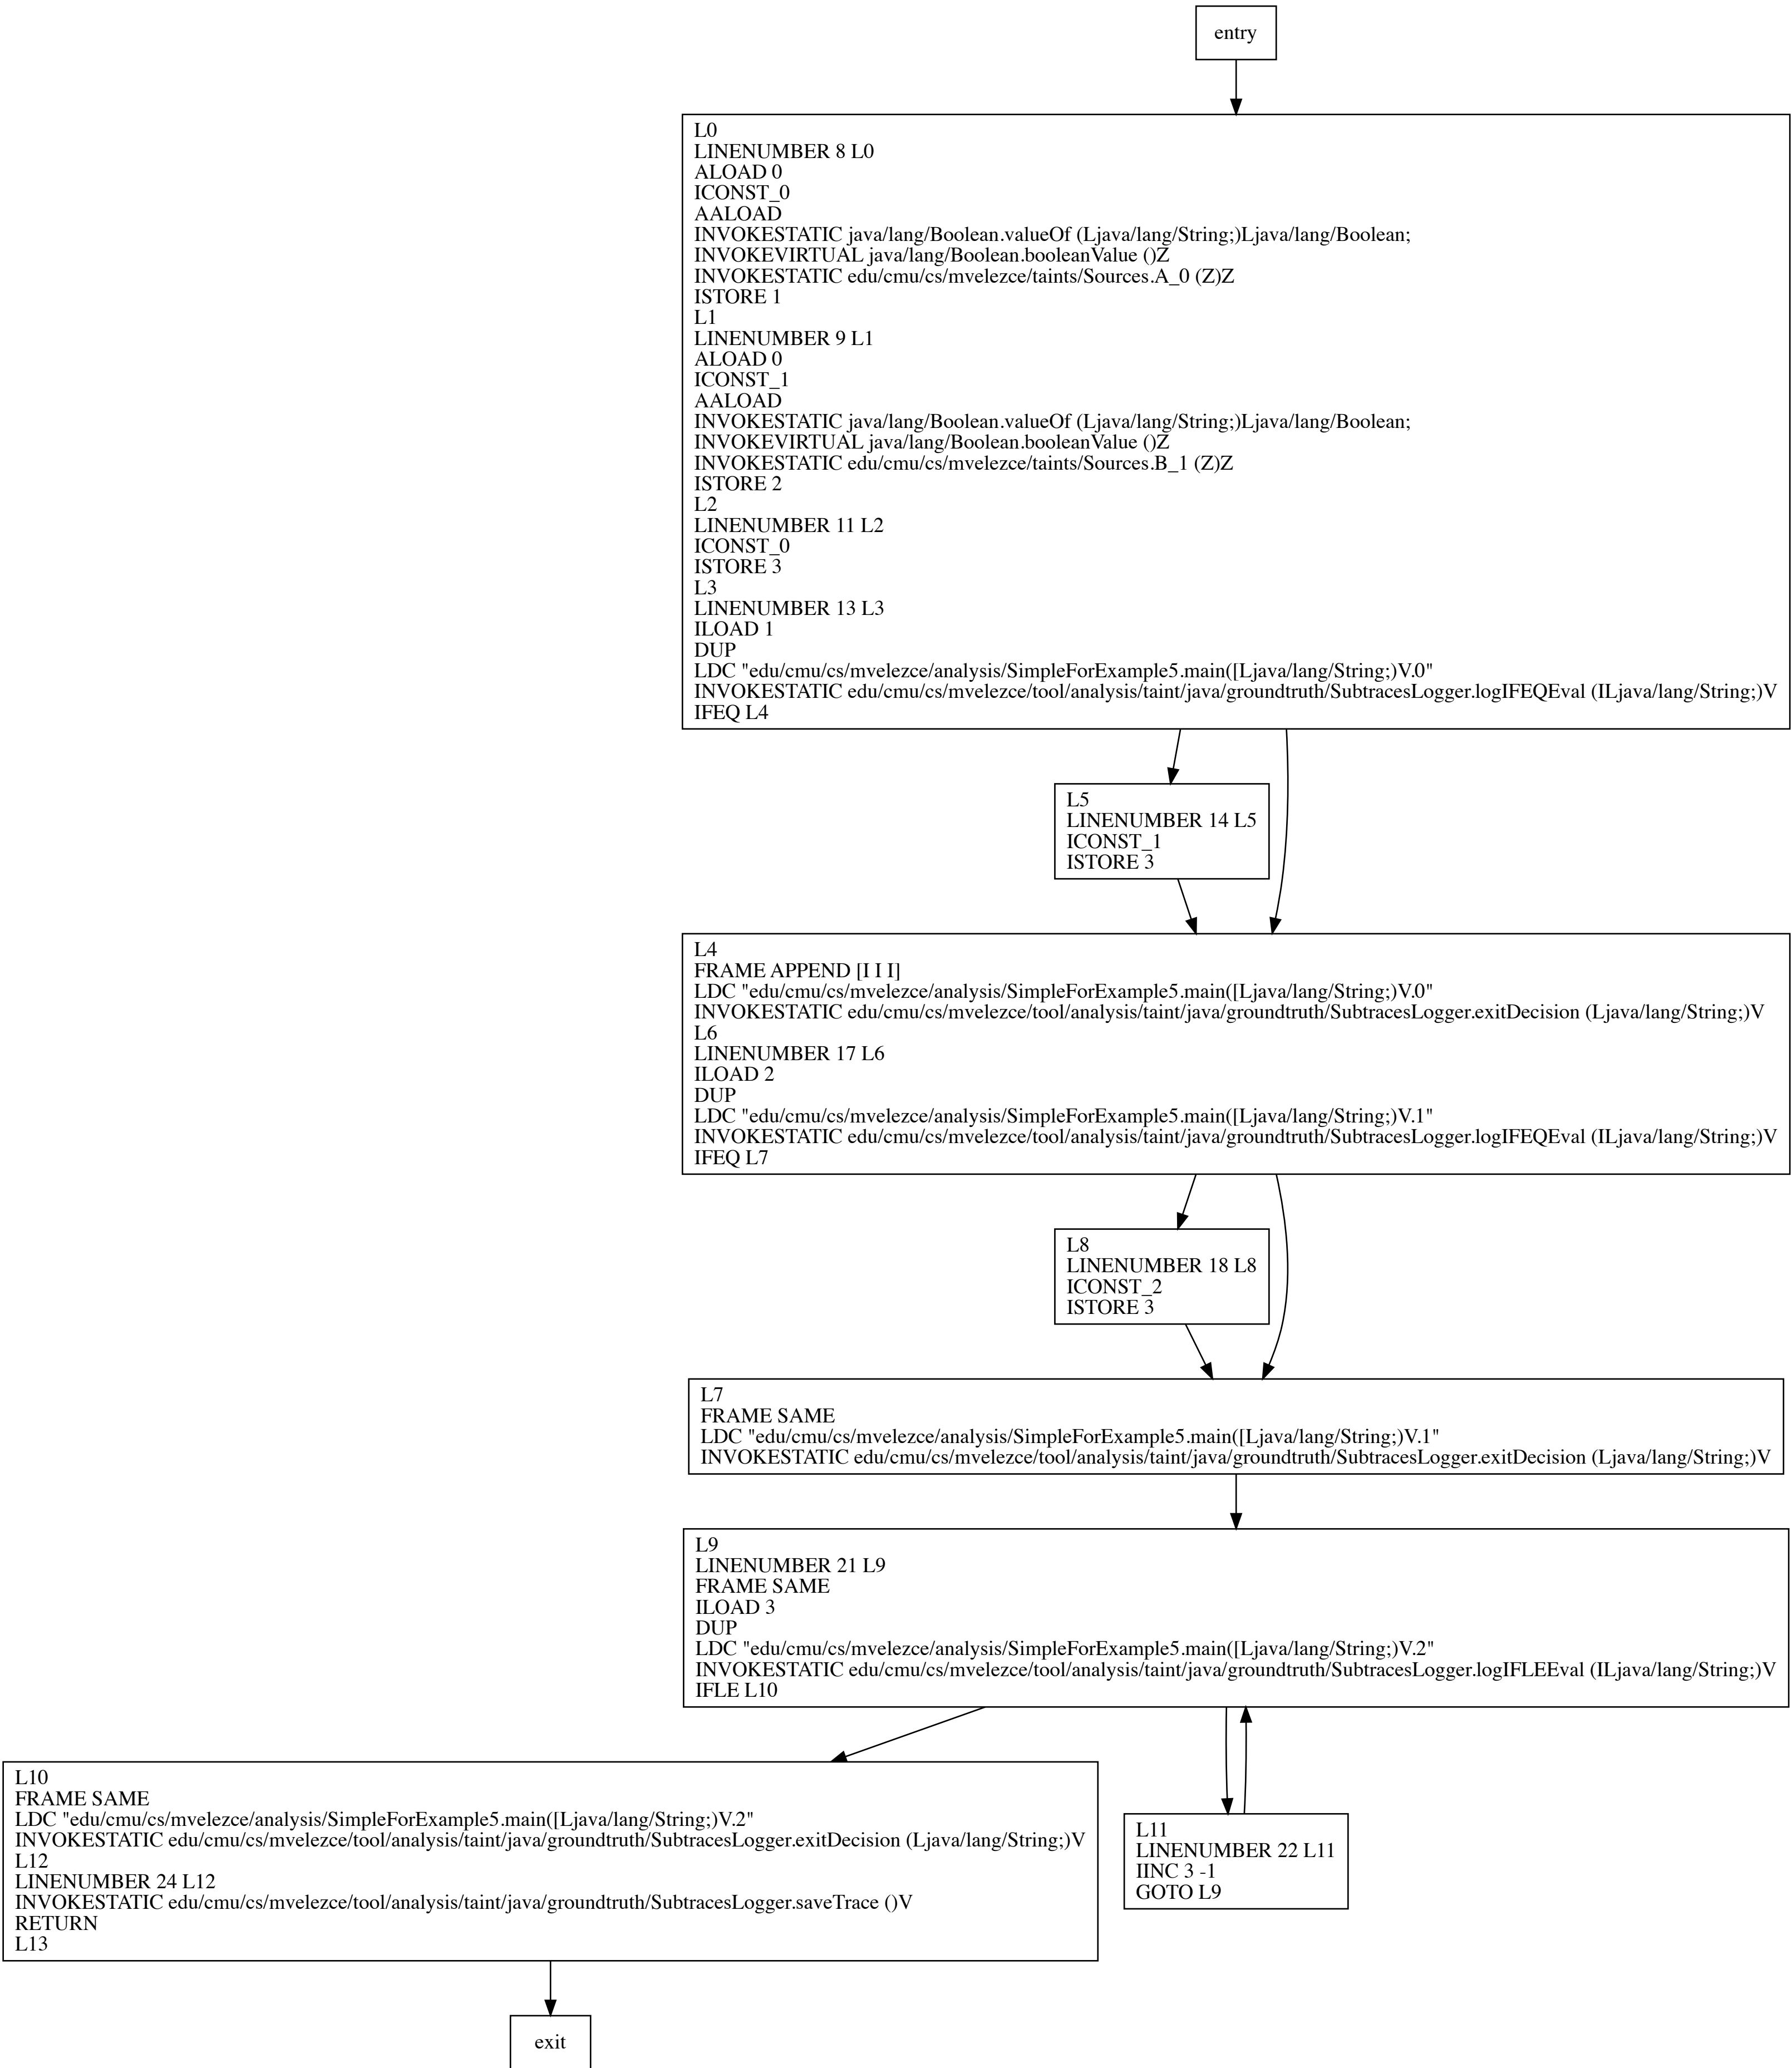 entry
L0
LINENUMBER 8 L0
ALOAD 0
ICONST_0
AALOAD
INVOKESTATIC java/lang/Boolean.valueOf (Ljava/lang/String;)Ljava/lang/Boolean;
INVOKEVIRTUAL java/lang/Boolean.booleanValue ()Z
INVOKESTATIC edu/cmu/cs/mvelezce/taints/Sources.A_0 (Z)Z
ISTORE 1
L1
LINENUMBER 9 L1
ALOAD 0
ICONST_1
AALOAD
INVOKESTATIC java/lang/Boolean.valueOf (Ljava/lang/String;)Ljava/lang/Boolean;
INVOKEVIRTUAL java/lang/Boolean.booleanValue ()Z
INVOKESTATIC edu/cmu/cs/mvelezce/taints/Sources.B_1 (Z)Z
ISTORE 2
L2
LINENUMBER 11 L2
ICONST_0
ISTORE 3
L3
LINENUMBER 13 L3
ILOAD 1
DUP
LDC "edu/cmu/cs/mvelezce/analysis/SimpleForExample5.main([Ljava/lang/String;)V.0"
INVOKESTATIC edu/cmu/cs/mvelezce/tool/analysis/taint/java/groundtruth/SubtracesLogger.logIFEQEval (ILjava/lang/String;)V
IFEQ L4
L5
LINENUMBER 14 L5
ICONST_1
ISTORE 3
L4
FRAME APPEND [I I I]
LDC "edu/cmu/cs/mvelezce/analysis/SimpleForExample5.main([Ljava/lang/String;)V.0"
INVOKESTATIC edu/cmu/cs/mvelezce/tool/analysis/taint/java/groundtruth/SubtracesLogger.exitDecision (Ljava/lang/String;)V
L6
LINENUMBER 17 L6
ILOAD 2
DUP
LDC "edu/cmu/cs/mvelezce/analysis/SimpleForExample5.main([Ljava/lang/String;)V.1"
INVOKESTATIC edu/cmu/cs/mvelezce/tool/analysis/taint/java/groundtruth/SubtracesLogger.logIFEQEval (ILjava/lang/String;)V
IFEQ L7
L8
LINENUMBER 18 L8
ICONST_2
ISTORE 3
L7
FRAME SAME
LDC "edu/cmu/cs/mvelezce/analysis/SimpleForExample5.main([Ljava/lang/String;)V.1"
INVOKESTATIC edu/cmu/cs/mvelezce/tool/analysis/taint/java/groundtruth/SubtracesLogger.exitDecision (Ljava/lang/String;)V
L9
LINENUMBER 21 L9
FRAME SAME
ILOAD 3
DUP
LDC "edu/cmu/cs/mvelezce/analysis/SimpleForExample5.main([Ljava/lang/String;)V.2"
INVOKESTATIC edu/cmu/cs/mvelezce/tool/analysis/taint/java/groundtruth/SubtracesLogger.logIFLEEval (ILjava/lang/String;)V
IFLE L10
L10
FRAME SAME
LDC "edu/cmu/cs/mvelezce/analysis/SimpleForExample5.main([Ljava/lang/String;)V.2"
INVOKESTATIC edu/cmu/cs/mvelezce/tool/analysis/taint/java/groundtruth/SubtracesLogger.exitDecision (Ljava/lang/String;)V
L12
LINENUMBER 24 L12
INVOKESTATIC edu/cmu/cs/mvelezce/tool/analysis/taint/java/groundtruth/SubtracesLogger.saveTrace ()V
RETURN
L13
L11
LINENUMBER 22 L11
IINC 3 -1
GOTO L9
exit